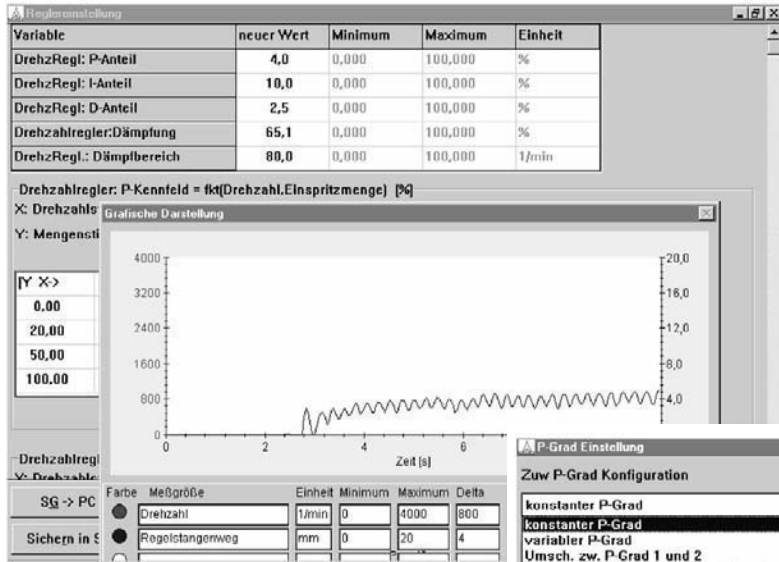 Reglereinstellung
Variable neuer Wert Minimum Maximum Einheit
DrehzRegl: P-Anteil 4,0 0,000 100,000 %
DrehzRegl: I-Anteil 10,0 0,000 100,000 %
DrehzRegl: D-Anteil 2,5 0,000 100,000 %
Drehzahlregler:Dämpfung 65,1 0,000 100,000 %
DrehzRegl.: Dämpfbereich 80,0 0,000 100,000 1/min
Drehzahlregler: P-Kennfeld = fkt(Drehzahl,Einspritzmenge) [%]
X: Drehzahls
Grafische Darstellung
Y: Mengensti
[Y X->
0,00
20,00
50,00
100,00
4000
3200
2400
1600
800
0
20,0
16,0
12,0
8,0
4,0
0 2 4 6
Zeit [s]
Drehzahlregl
Y: Drehzahls
SG -> PC
Sichern in S
Farbe Meßgröße Einheit Minimum Maximum Delta
Drehzahl 1/min 0 4000 800
Regelstangenweg mm 0 20 4
P-Grad Einstellung
Zuw P-Grad Konfiguration
konstanter P-Grad
konstanter P-Grad
variabler P-Grad
Umsch. zw. P-Grad 1 und 2